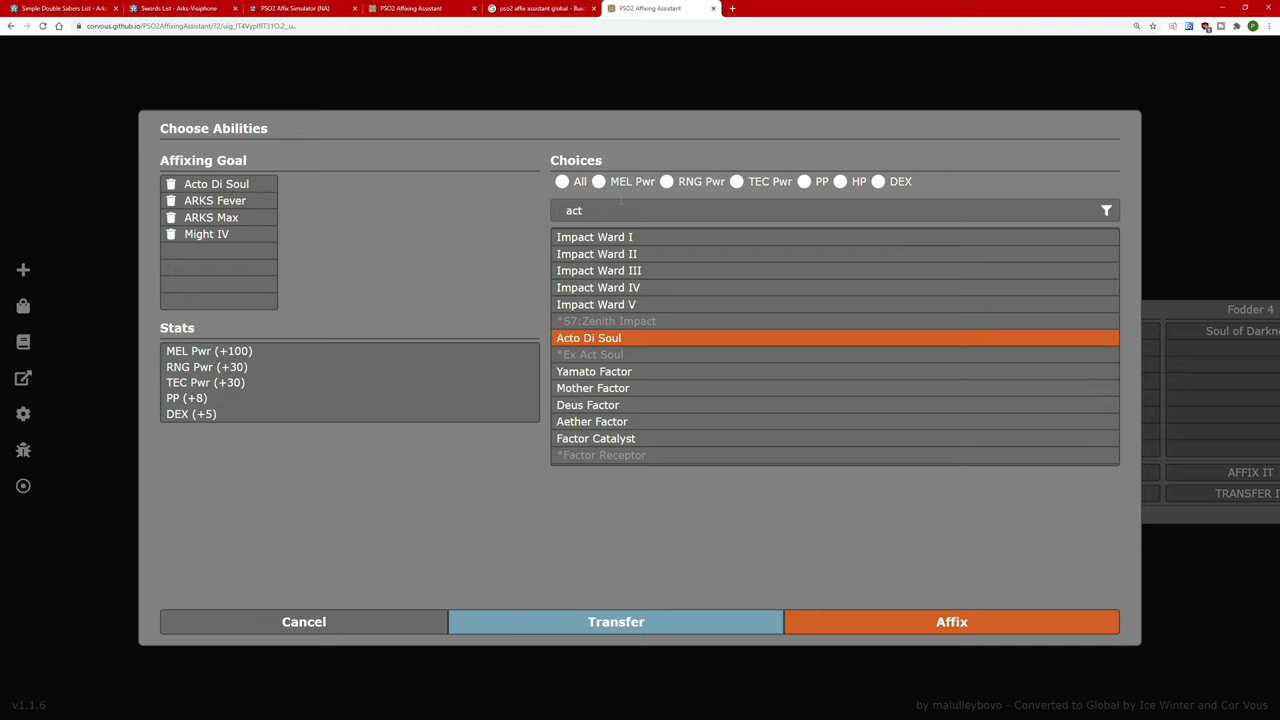 Simple Double Sabers List - Arks-
Swords List - Arks-Visiphone
PSO2 Affix Simulator (NA)
PSO2 Affixing Assistant
pso2 affix assistant global - Bus
PSO2 Affixing Assistant
Choose Abilities
Affixing Goal
Acto Di Soul
ARKS Fever
ARKS Max
Might IV
Stats
MEL Pwr (+100)
RNG Pwr (+30)
TEC Pwr (+30)
PP (+8)
DEX (+5)
Choices
All MEL Pwr RNG Pwr TEC Pwr PP HP DEX
act
Impact Ward I
Impact Ward II
Impact Ward III
Impact Ward IV
Impact Ward V
*S7:Zenith Impact
Acto Di Soul
*Ex Act Soul
Yamato Factor
Mother Factor
Deus Factor
Aether Factor
Factor Catalyst
*Factor Receptor
Cancel
Transfer
Affix
Fodder 4
Soul of Darkn
AFFIX IT
TRANSFER I
v1.1.6
by malulleybovo - Converted to Global by Ice Winter and Cor Vous